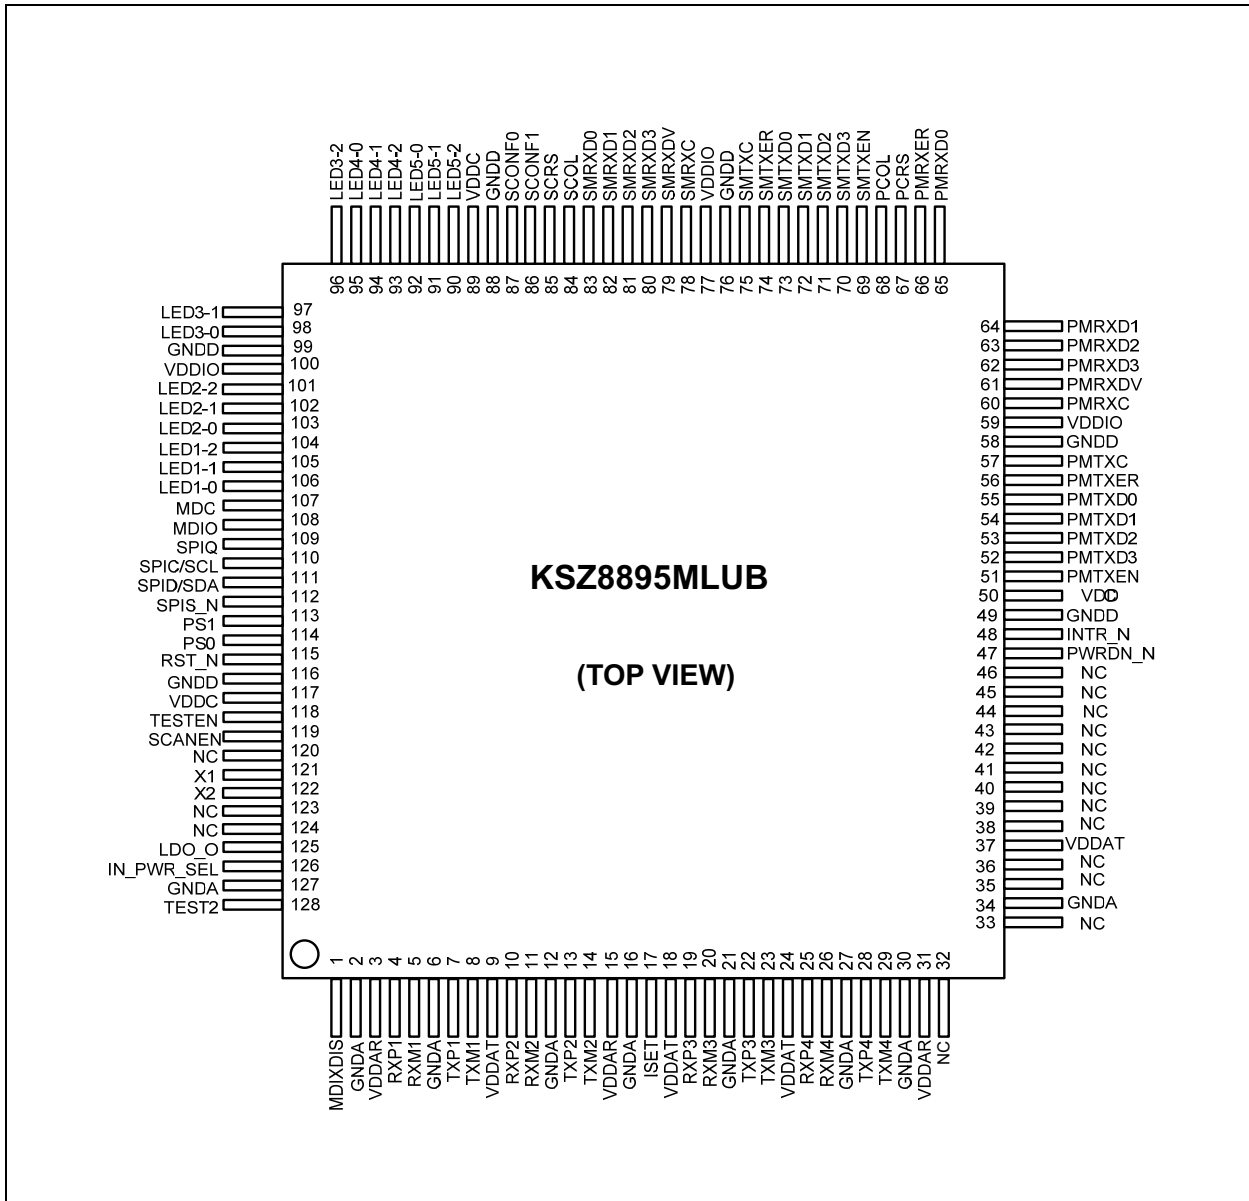 LED3-2
LED4-0
LED4-1
LED4-2
LED5-0
LED5-1
LED5-2
VDDC
GNDD
SCONF0
SCONF1
SCRS
SCOL
SMRXD0
SMRXD1
SMRXD2
SMRXD3
SMRXDV
SMRXC
VDDIO
GNDD
SMTXC
SMTXER
SMTXD0
SMTXD1
SMTXD2
SMTXD3
SMTXEN
PCOL
PCRS
PMRXER
PMRXD0
96
95
94
93
92
91
90
89
88
87
86
85
84
83
82
81
80
79
78
77
76
75
74
73
72
71
70
69
68
67
66
65
LED3-1 97
LED3-0 98
GNDD 99
VDDIO 100
LED2-2 101
LED2-1 102
LED2-0 103
LED1-2 104
LED1-1 105
LED1-0 106
MDC 107
MDIO 108
SPIQ 109
SPIC/SCL 110
SPID/SDA 111
SPIS_N 112
PS1 113
PS0 114
RST_N 115
GNDD 116
VDDC 117
TESTEN 118
SCANEN 119
NC 120
X1 121
X2 122
NC 123
NC 124
LDO_O 125
IN_PWR_SEL 126
GNDA 127
TEST2 128
KSZ8895MLUB
(TOP VIEW)
64 PMRXD1
63 PMRXD2
62 PMRXD3
61 PMRXDV
60 PMRXC
59 VDDIO
58 GNDD
57 PMTXC
56 PMTXER
55 PMTXD0
54 PMTXD1
53 PMTXD2
52 PMTXD3
51 PMTXEN
50 VDDC
49 GNDD
48 INTR_N
47 PWRDN_N
46 NC
45 NC
44 NC
43 NC
42 NC
41 NC
40 NC
39 NC
38 NC
37 VDDAT
36 NC
35 NC
34 GNDA
33 NC
1
2
3
4
5
6
7
8
9
10
11
12
13
14
15
16
17
18
19
20
21
22
23
24
25
26
27
28
29
30
31
32
MDIXDIS
GNDA
VDDAR
RXP1
RXM1
GNDA
TXP1
TXM1
VDDAT
RXP2
RXM2
GNDA
TXP2
TXM2
VDDAR
GNDA
ISET
VDDAT
RXP3
RXM3
GNDA
TXP3
TXM3
VDDAT
RXP4
RXM4
GNDA
TXP4
TXM4
GNDA
VDDAR
NC